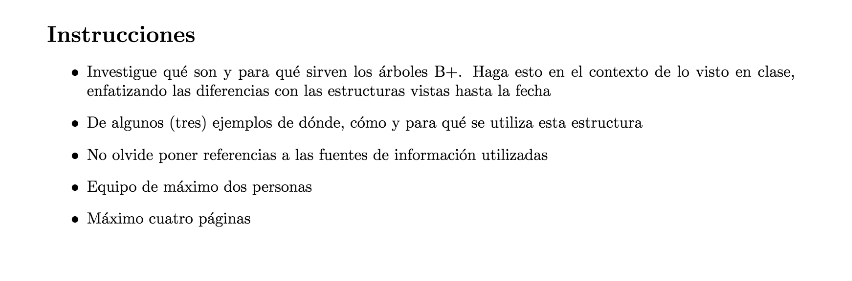 Instrucciones
• Investigue qué son y para qué sirven los árboles B+. Haga esto en el contexto de lo visto en clase,
enfatizando las diferencias con las estructuras vistas hasta la fecha
• De algunos (tres) ejemplos de dónde, cómo y para qué se utiliza esta estructura
• No olvide poner referencias a las fuentes de información utilizadas
• Equipo de máximo dos personas
• Máximo cuatro páginas